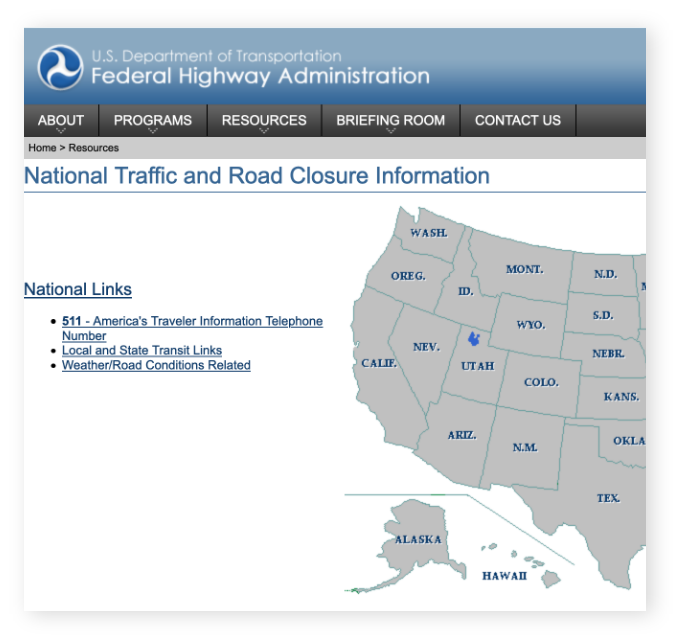 U.S. Department of Transportation
Federal Highway Administration
ABOUT PROGRAMS RESOURCES BRIEFING ROOM CONTACT US
Home > Resources
National Traffic and Road Closure Information
National Links
511 - America's Traveler Information Telephone
Number
Local and State Transit Links
Weather/Road Conditions Related
WASH.
OREG.
ID.
MONT.
N.D.
S.D.
WYO.
NEV.
NEBR.
CALIF.
UTAH
COLO.
KANS.
ARIZ.
N.M.
OKLA
TEX.
ALASKA
HAWAII